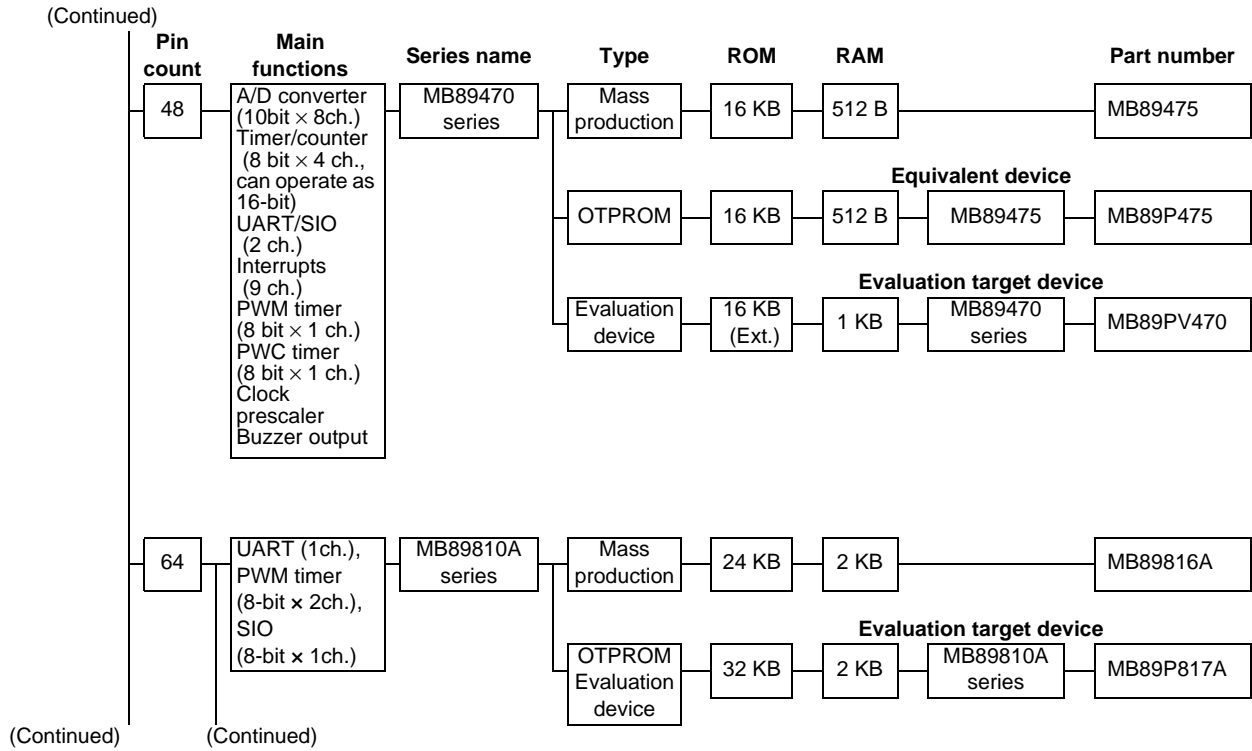 (Continued)
Pin count
Main functions
Series name
Type
ROM
RAM
Part number
48
A/D converter
(10bit × 8ch.)
Timer/counter
(8 bit × 4 ch.,
can operate as
16-bit)
UART/SIO
(2 ch.)
Interrupts
(9 ch.)
PWM timer
(8 bit × 1 ch.)
PWC timer
(8 bit × 1 ch.)
Clock
prescaler
Buzzer output
MB89470
series
Mass
production
16 KB
512 B
MB89475
Equivalent device
OTPROM
16 KB
512 B
MB89475
MB89P475
Evaluation target device
Evaluation
device
16 KB
(Ext.)
1 KB
MB89470
series
MB89PV470
64
UART (1ch.),
PWM timer
(8-bit × 2ch.),
SIO
(8-bit × 1ch.)
MB89810A
series
Mass
production
24 KB
2 KB
MB89816A
Evaluation target device
OTPROM
Evaluation
device
32 KB
2 KB
MB89810A
series
MB89P817A
(Continued)
(Continued)